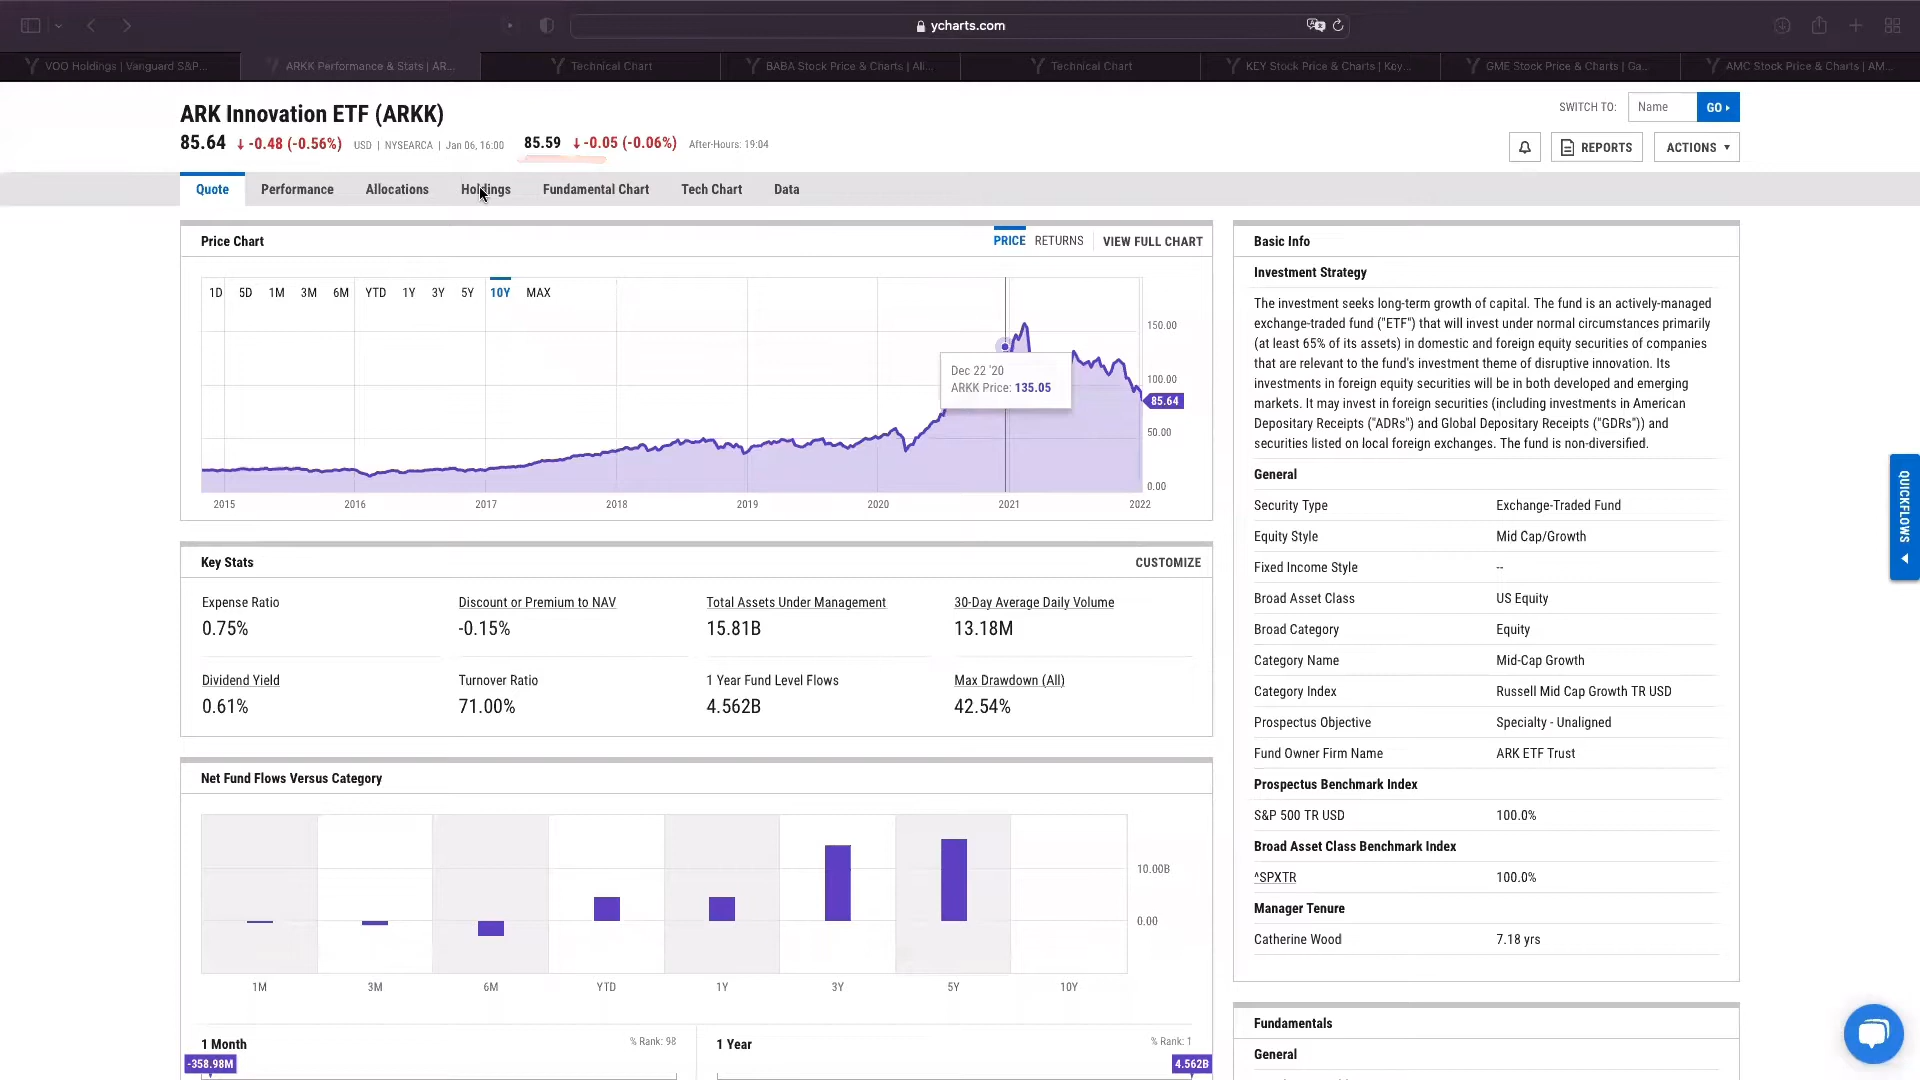 ycharts.com
VOO Holdings | Vanguard S&P...
ARKK Performance & Stats | AR...
Technical Chart
BABA Stock Price & Charts | Ali...
Technical Chart
KEY Stock Price & Charts | Key...
GME Stock Price & Charts | Ga...
AMC Stock Price & Charts | AM...
ARK Innovation ETF (ARKK)
SWITCH TO:
Name
GO
85.64 ↓ -0.48 (-0.56%) USD | NYSEARCA | Jan 06, 16:00 85.59 ↓ -0.05 (-0.06%) After-Hours: 19:04
REPORTS
ACTIONS
Quote Performance Allocations Holdings Fundamental Chart Tech Chart Data
Price Chart
PRICE RETURNS VIEW FULL CHART
1D 5D 1M 3M 6M YTD 1Y 3Y 5Y 10Y MAX
150.00
100.00
85.64
50.00
0.00
Dec 22 '20
ARKK Price: 135.05
2015 2016 2017 2018 2019 2020 2021 2022
Key Stats
CUSTOMIZE
Expense Ratio
0.75%
Discount or Premium to NAV
-0.15%
Total Assets Under Management
15.81B
30-Day Average Daily Volume
13.18M
Dividend Yield
0.61%
Turnover Ratio
71.00%
1 Year Fund Level Flows
4.562B
Max Drawdown (All)
42.54%
Net Fund Flows Versus Category
10.00B
0.00
1M 3M 6M YTD 1Y 3Y 5Y 10Y
1 Month
% Rank: 98
-358.98M
1 Year
% Rank: 1
4.562B
Basic Info
Investment Strategy
The investment seeks long-term growth of capital. The fund is an actively-managed
exchange-traded fund ("ETF") that will invest under normal circumstances primarily
(at least 65% of its assets) in domestic and foreign equity securities of companies
that are relevant to the fund's investment theme of disruptive innovation. Its
investments in foreign equity securities will be in both developed and emerging
markets. It may invest in foreign securities (including investments in American
Depositary Receipts ("ADRs") and Global Depositary Receipts ("GDRs")) and
securities listed on local foreign exchanges. The fund is non-diversified.
General
Security Type Exchange-Traded Fund
Equity Style Mid Cap/Growth
Fixed Income Style --
Broad Asset Class US Equity
Broad Category Equity
Category Name Mid-Cap Growth
Category Index Russell Mid Cap Growth TR USD
Prospectus Objective Specialty - Unaligned
Fund Owner Firm Name ARK ETF Trust
Prospectus Benchmark Index
S&P 500 TR USD 100.0%
Broad Asset Class Benchmark Index
^SPXTR 100.0%
Manager Tenure
Catherine Wood 7.18 yrs
Fundamentals
General
QUICKFLOWS